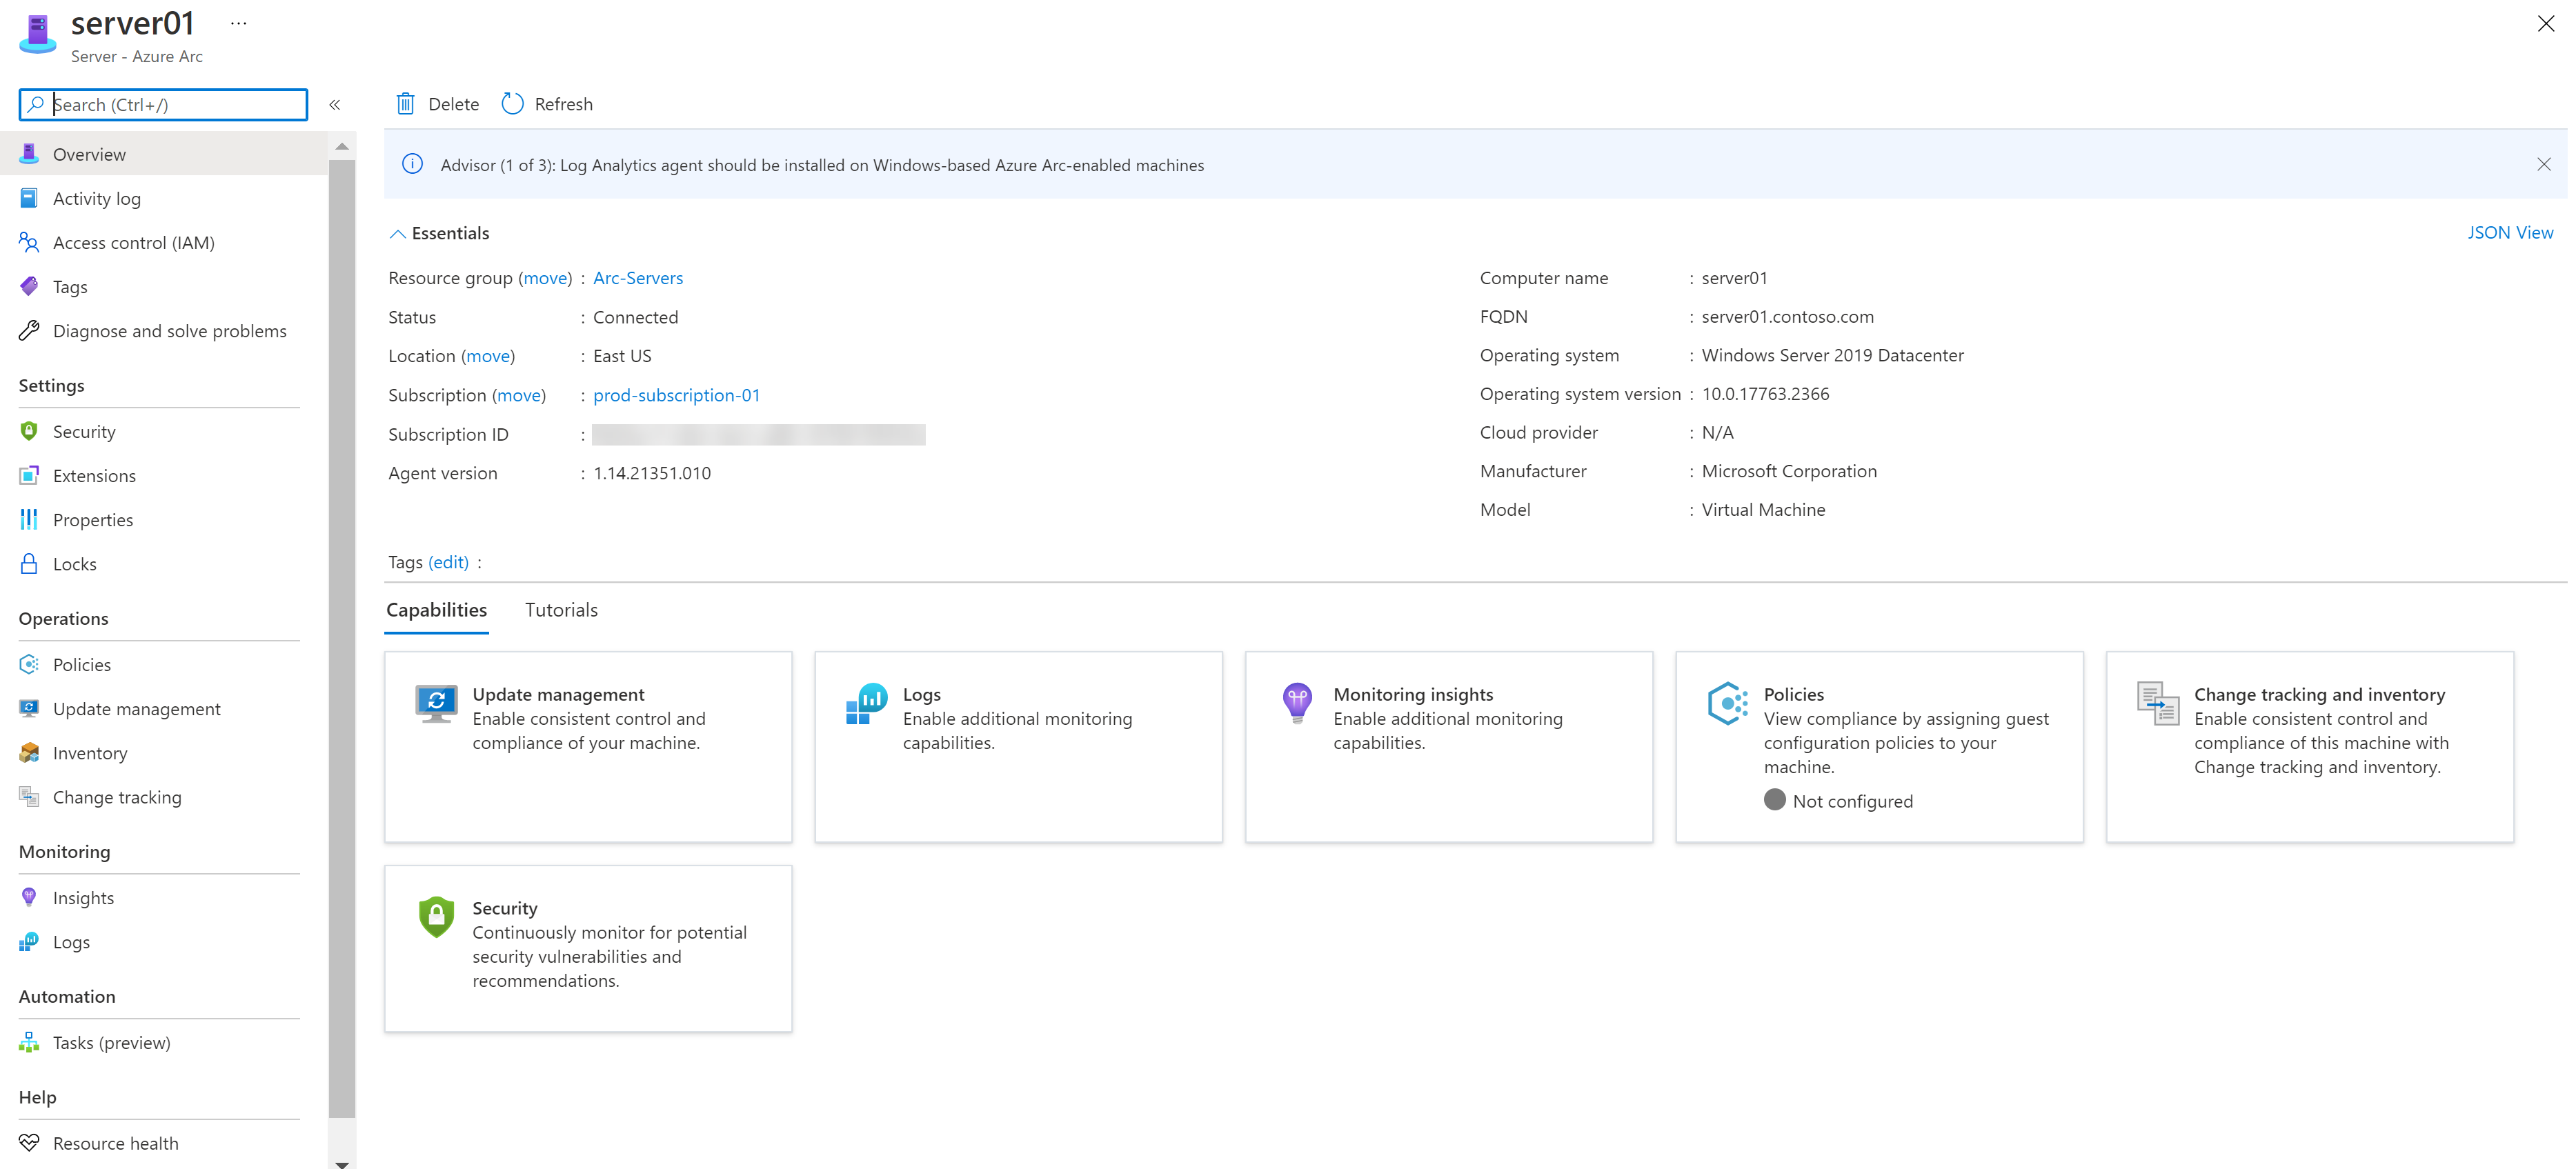 server01 ...
Server - Azure Arc
Search (Ctrl+/)
«
Overview
Activity log
Access control (IAM)
Tags
Diagnose and solve problems
Settings
Security
Extensions
Properties
Locks
Operations
Policies
Update management
Inventory
Change tracking
Monitoring
Insights
Logs
Automation
Tasks (preview)
Help
Resource health
Delete Refresh
Advisor (1 of 3): Log Analytics agent should be installed on Windows-based Azure Arc-enabled machines
Essentials
JSON View
Resource group (move) : Arc-Servers
Status : Connected
Location (move) : East US
Subscription (move) : prod-subscription-01
Subscription ID :
Agent version : 1.14.21351.010
Computer name : server01
FQDN : server01.contoso.com
Operating system : Windows Server 2019 Datacenter
Operating system version : 10.0.17763.2366
Cloud provider : N/A
Manufacturer : Microsoft Corporation
Model : Virtual Machine
Tags (edit) :
Capabilities Tutorials
Update management
Enable consistent control and
compliance of your machine.
Logs
Enable additional monitoring
capabilities.
Monitoring insights
Enable additional monitoring
capabilities.
Policies
View compliance by assigning guest
configuration policies to your
machine.
Not configured
Change tracking and inventory
Enable consistent control and
compliance of this machine with
Change tracking and inventory.
Security
Continuously monitor for potential
security vulnerabilities and
recommendations.